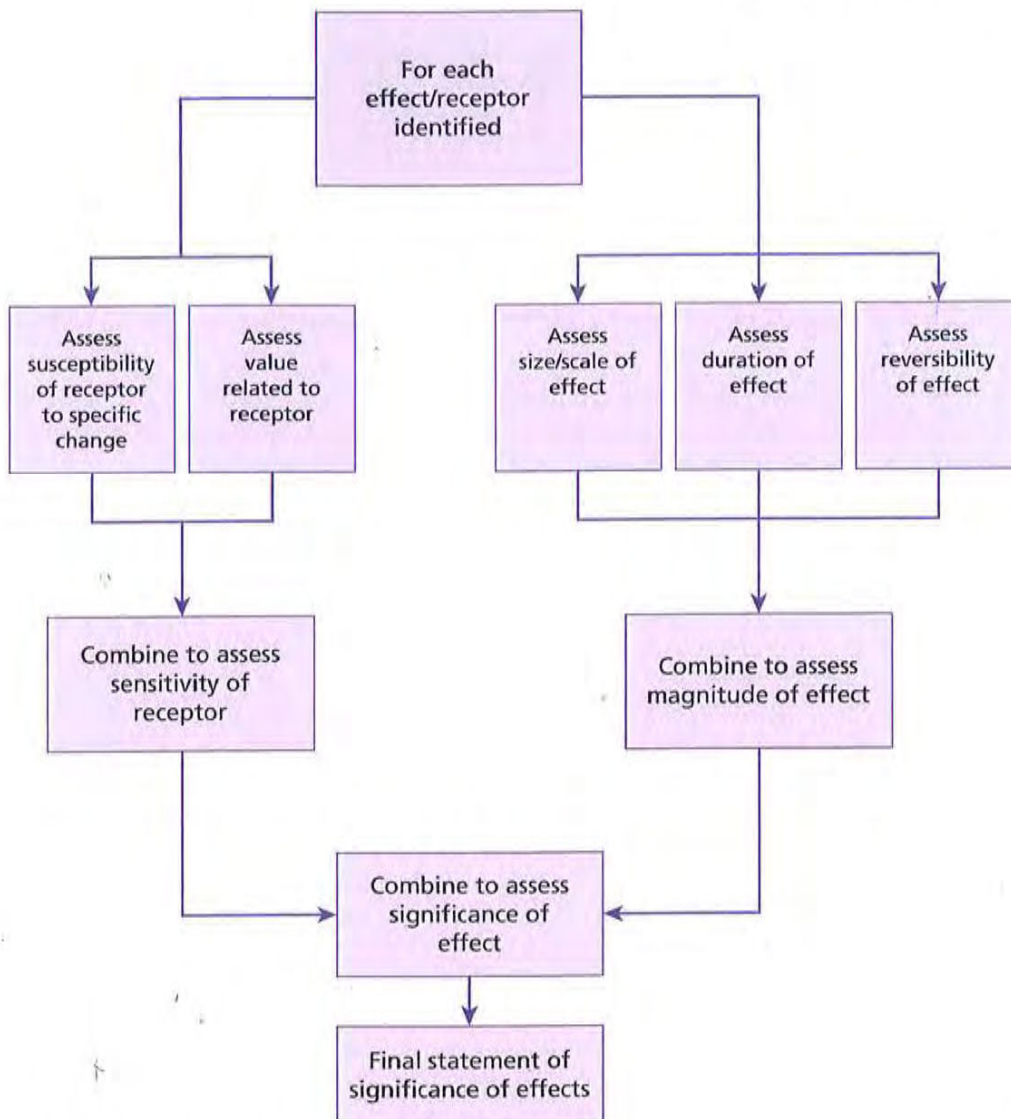 For each
effect/receptor
identified
Assess
susceptibility
of receptor
to specific
change
Assess
value
related to
receptor
Assess
size/scale of
effect
Assess
duration of
effect
Assess
reversibility
of effect
Combine to assess
sensitivity of
receptor
Combine to assess
magnitude of effect
Combine to assess
significance of
effect
Final statement of
significance of effects